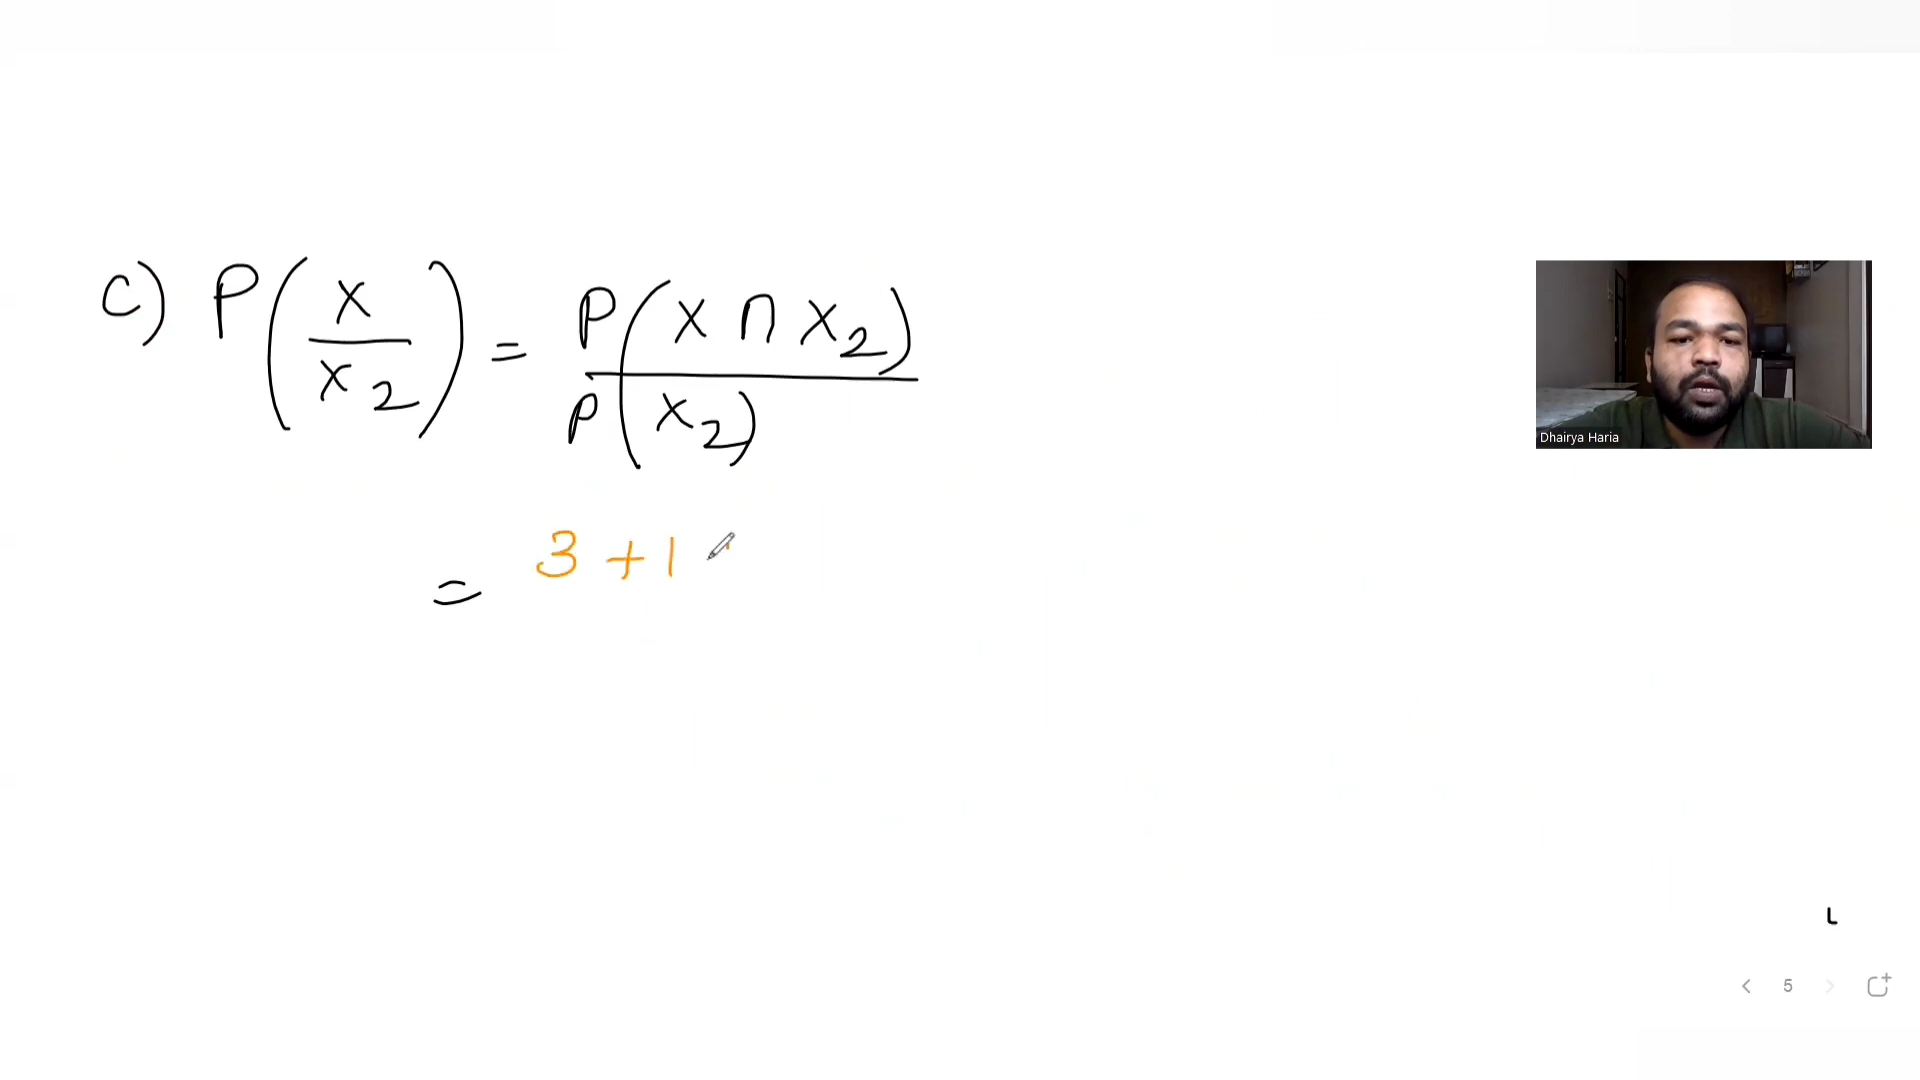 c) P(x/x2) = P(x ∩ x2)/P(x2)
= 3 + 1
Dhairya Haria
L
5